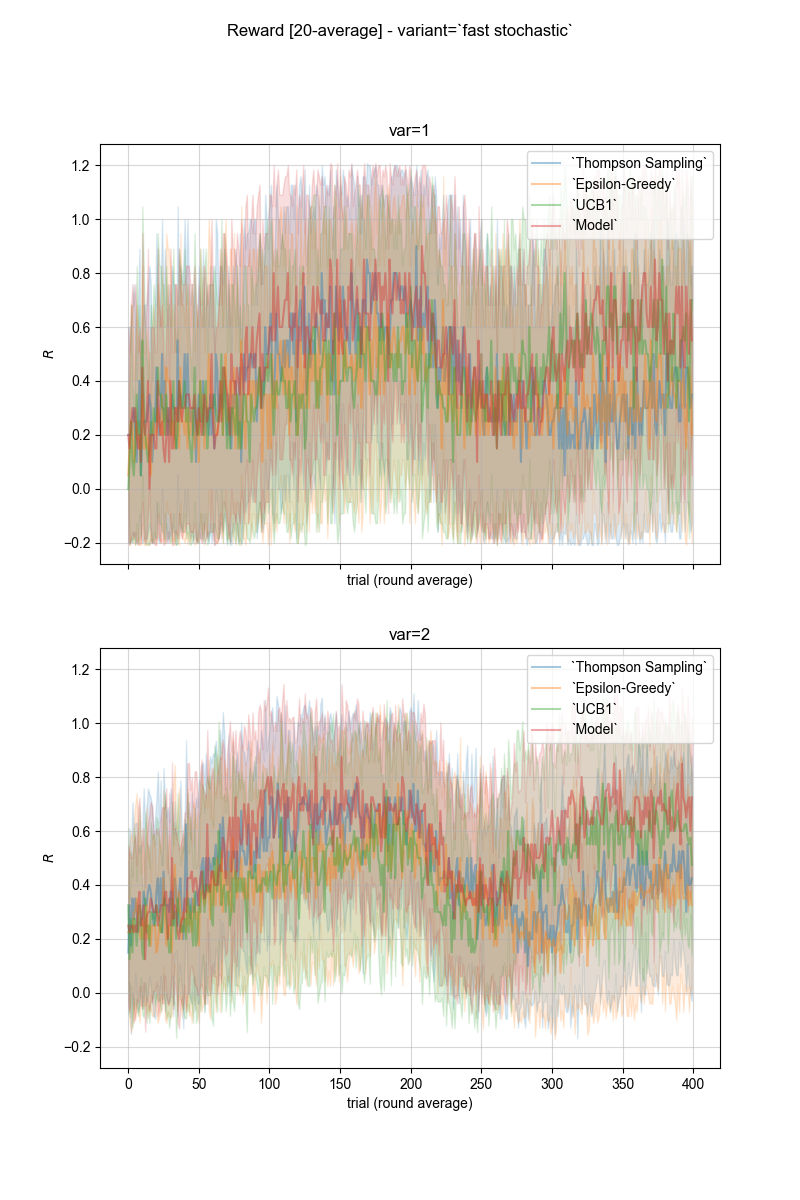 Reward [20-average] - variant=`fast stochastic`
var=1
1.2
1.0
0.8
0.6
0.4
0.2
0.0
−0.2
R
`Thompson Sampling`
`Epsilon-Greedy`
`UCB1`
`Model`
trial (round average)
var=2
1.2
1.0
0.8
0.6
0.4
0.2
0.0
−0.2
R
`Thompson Sampling`
`Epsilon-Greedy`
`UCB1`
`Model`
0 50 100 150 200 250 300 350 400
trial (round average)